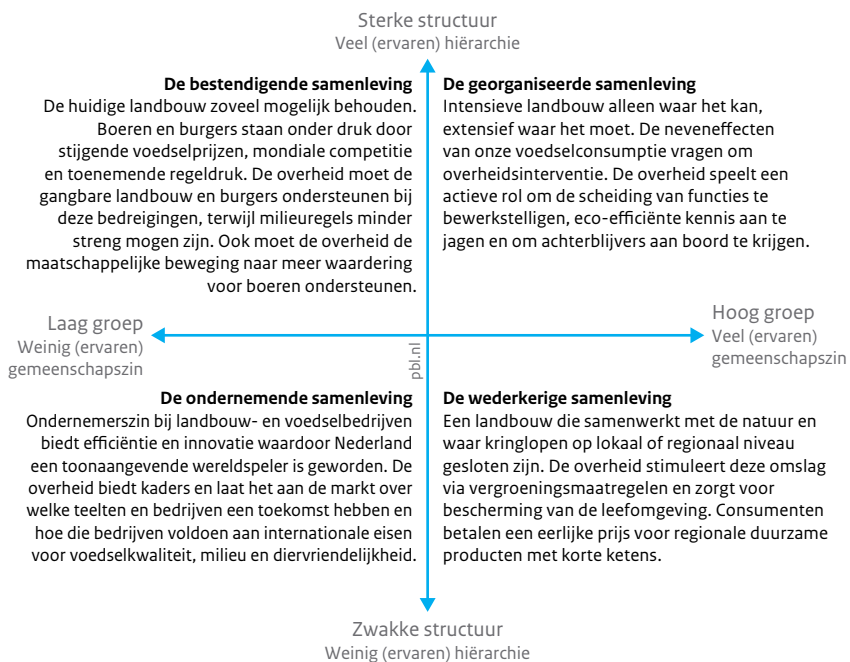 Sterke structuur
Veel (ervaren) hiërarchie
De bestendigende samenleving
De huidige landbouw zoveel mogelijk behouden.
Boeren en burgers staan onder druk door
stijgende voedselprijzen, mondiale competitie
en toenemende regeldruk. De overheid moet de
gangbare landbouw en burgers ondersteunen bij
deze bedreigingen, terwijl milieuregels minder
streng mogen zijn. Ook moet de overheid de
maatschappelijke beweging naar meer waardering
voor boeren ondersteunen.
De georganiseerde samenleving
Intensieve landbouw alleen waar het kan,
extensief waar het moet. De neveneffecten
van onze voedselconsumptie vragen om
overheidsinterventie. De overheid speelt een
actieve rol om de scheiding van functies te
bewerkstelligen, eco-efficiënte kennis aan te
jagen en om achterblijvers aan boord te krijgen.
Laag groep
Weinig (ervaren)
gemeenschapszin
Hoog groep
Veel (ervaren)
gemeenschapszin
pbl.nl
De ondernemende samenleving
Ondernemerszin bij landbouw- en voedselbedrijven
biedt efficiëntie en innovatie waardoor Nederland
een toonaangevende wereldspeler is geworden. De
overheid biedt kaders en laat het aan de markt over
welke teelten en bedrijven een toekomst hebben en
hoe die bedrijven voldoen aan internationale eisen
voor voedselkwaliteit, milieu en diervriendelijkheid.
De wederkerige samenleving
Een landbouw die samenwerkt met de natuur en
waar kringlopen op lokaal of regionaal niveau
gesloten zijn. De overheid stimuleert deze omslag
via vergroeningsmaatregelen en zorgt voor
bescherming van de leefomgeving. Consumenten
betalen een eerlijke prijs voor regionale duurzame
producten met korte ketens.
Zwakke structuur
Weinig (ervaren) hiërarchie